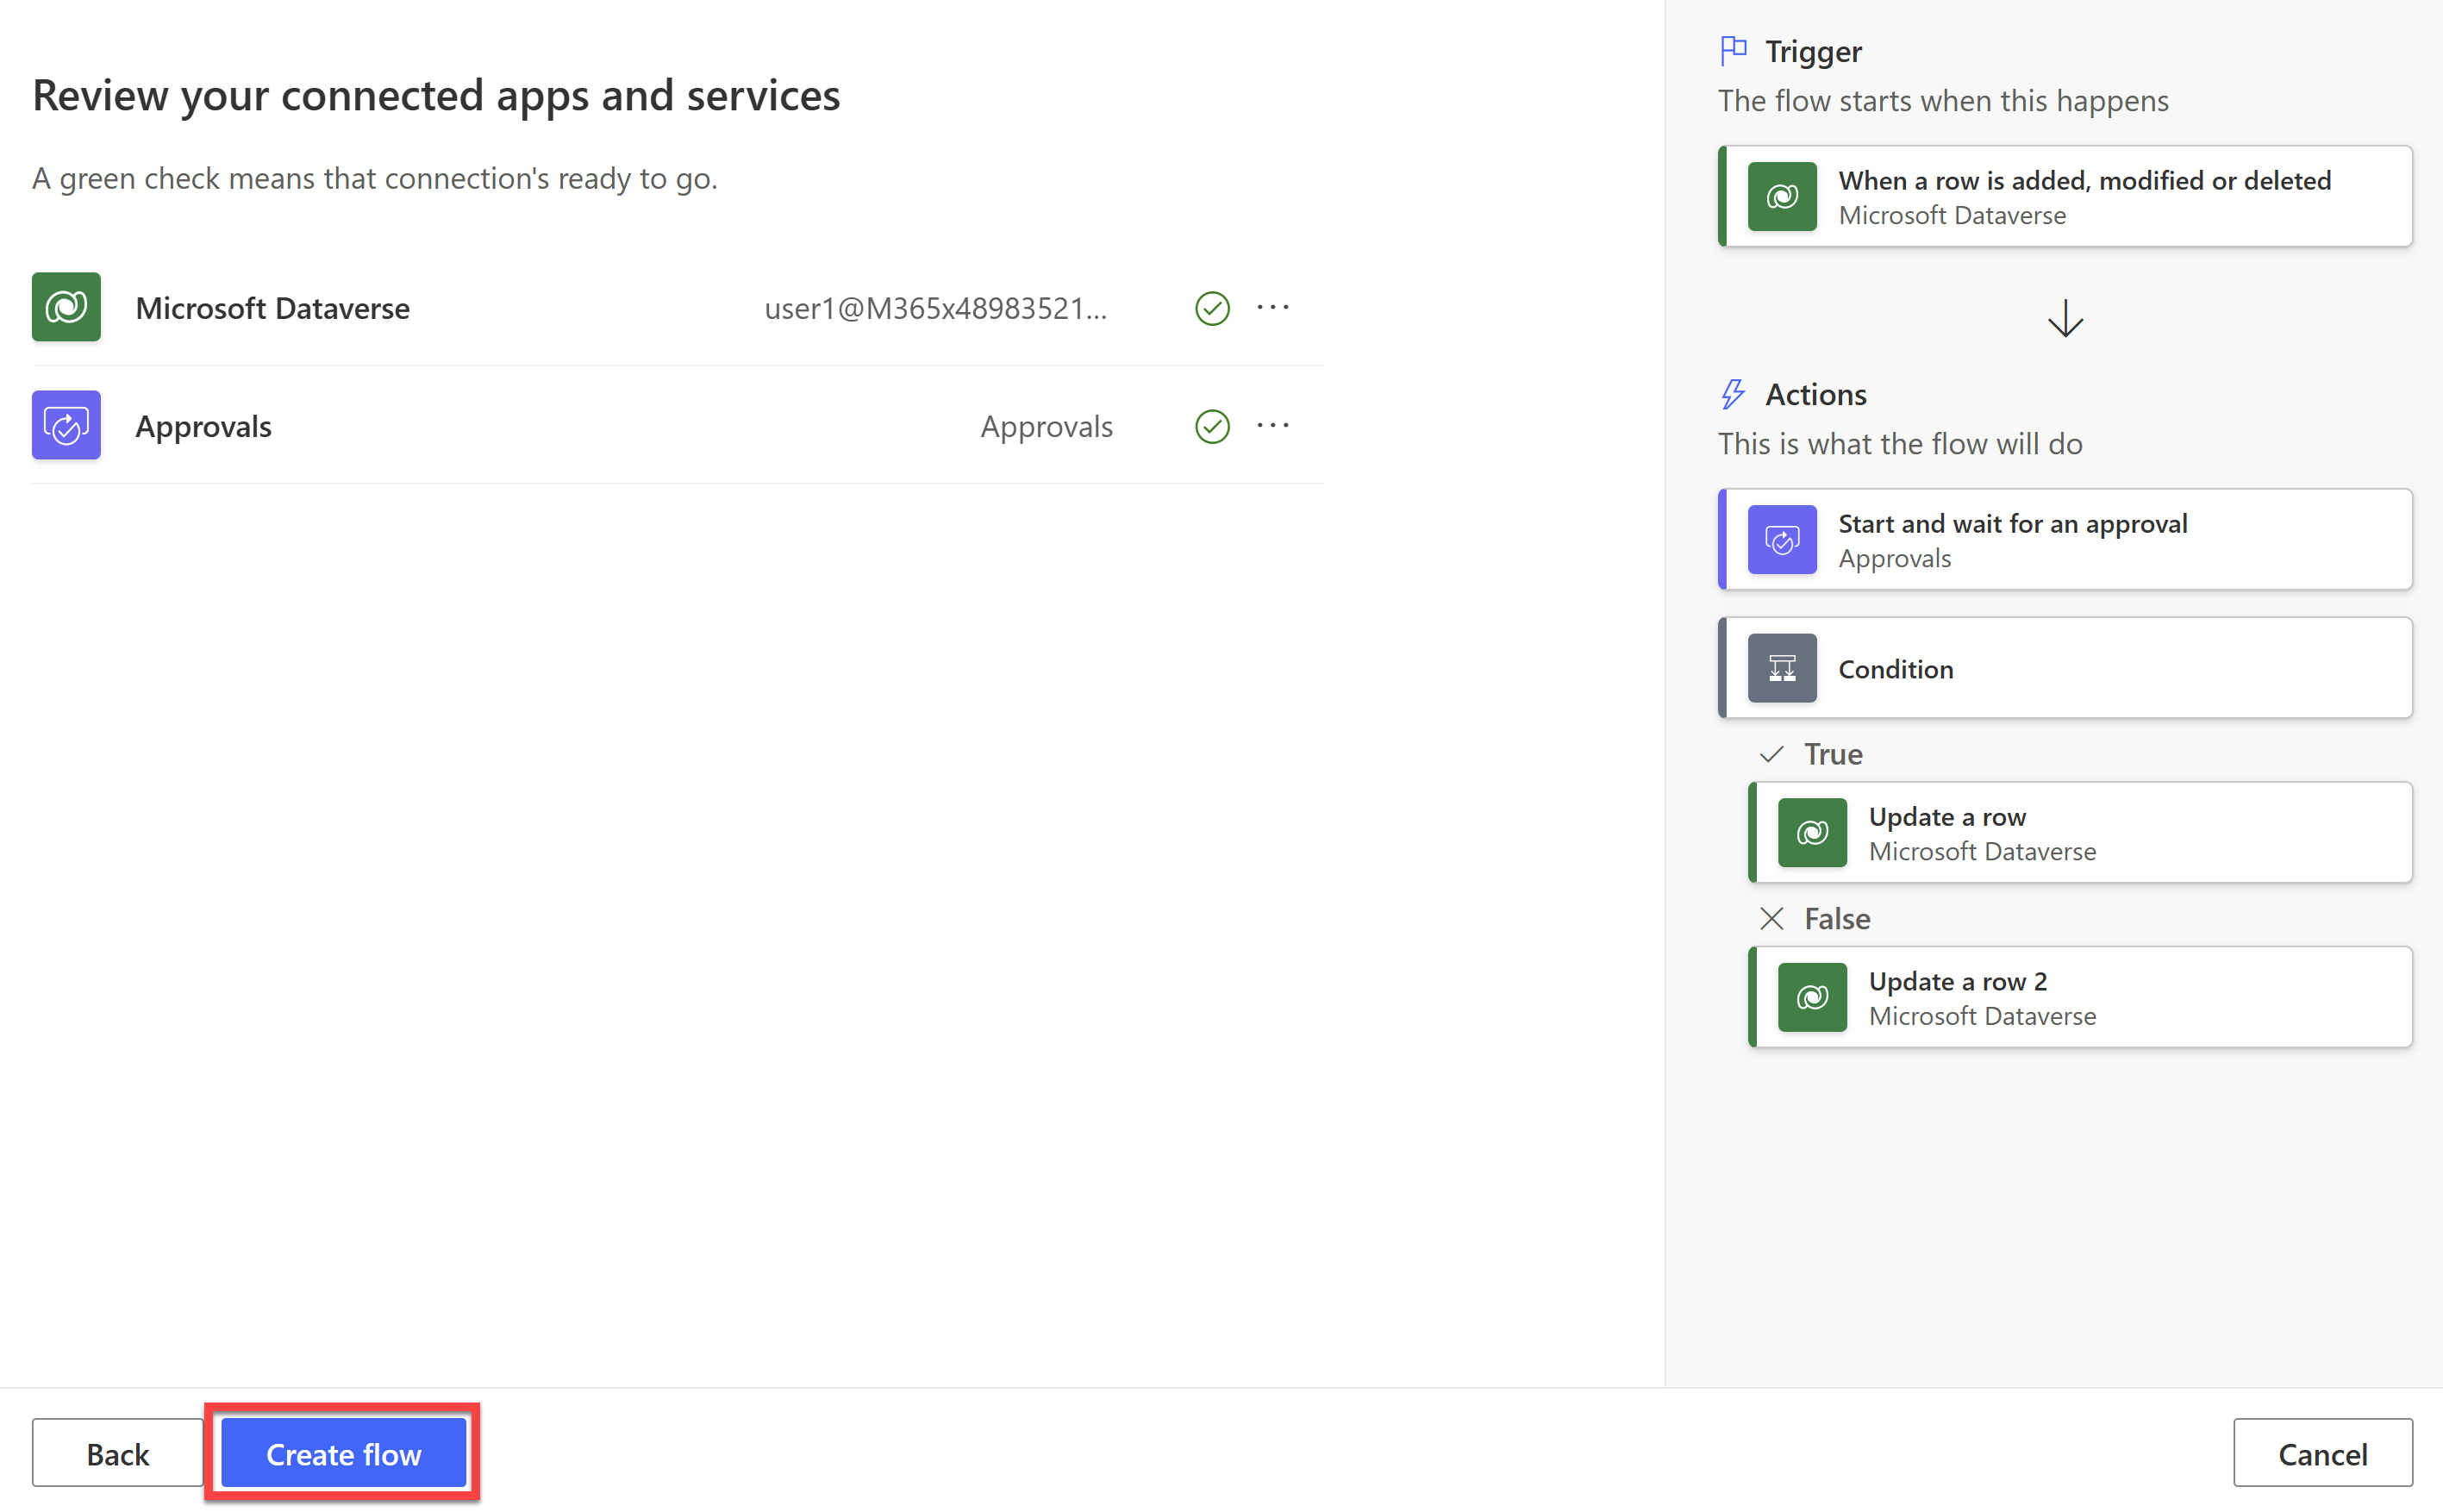 Review your connected apps and services
A green check means that connection's ready to go.
Microsoft Dataverse
user1@M365x48983521...
Approvals
Approvals
Trigger
The flow starts when this happens
When a row is added, modified or deleted
Microsoft Dataverse
Actions
This is what the flow will do
Start and wait for an approval
Approvals
Condition
True
Update a row
Microsoft Dataverse
False
Update a row 2
Microsoft Dataverse
Back
Create flow
Cancel